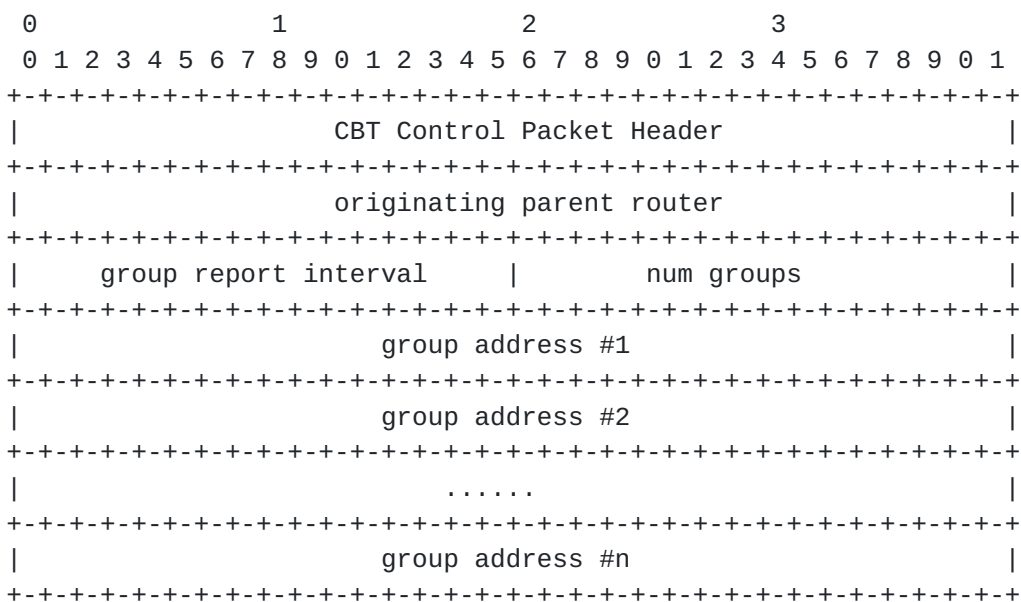 0                   1                   2                   3
 0 1 2 3 4 5 6 7 8 9 0 1 2 3 4 5 6 7 8 9 0 1 2 3 4 5 6 7 8 9 0 1
+-+-+-+-+-+-+-+-+-+-+-+-+-+-+-+-+-+-+-+-+-+-+-+-+-+-+-+-+-+-+-+-+
|                    CBT Control Packet Header                  |
+-+-+-+-+-+-+-+-+-+-+-+-+-+-+-+-+-+-+-+-+-+-+-+-+-+-+-+-+-+-+-+-+
|                    originating parent router                  |
+-+-+-+-+-+-+-+-+-+-+-+-+-+-+-+-+-+-+-+-+-+-+-+-+-+-+-+-+-+-+-+-+
|     group report interval     |        num groups             |
+-+-+-+-+-+-+-+-+-+-+-+-+-+-+-+-+-+-+-+-+-+-+-+-+-+-+-+-+-+-+-+-+
|                       group address #1                        |
+-+-+-+-+-+-+-+-+-+-+-+-+-+-+-+-+-+-+-+-+-+-+-+-+-+-+-+-+-+-+-+-+
|                       group address #2                        |
+-+-+-+-+-+-+-+-+-+-+-+-+-+-+-+-+-+-+-+-+-+-+-+-+-+-+-+-+-+-+-+-+
|                           ......                              |
+-+-+-+-+-+-+-+-+-+-+-+-+-+-+-+-+-+-+-+-+-+-+-+-+-+-+-+-+-+-+-+-+
|                       group address #n                        |
+-+-+-+-+-+-+-+-+-+-+-+-+-+-+-+-+-+-+-+-+-+-+-+-+-+-+-+-+-+-+-+-+